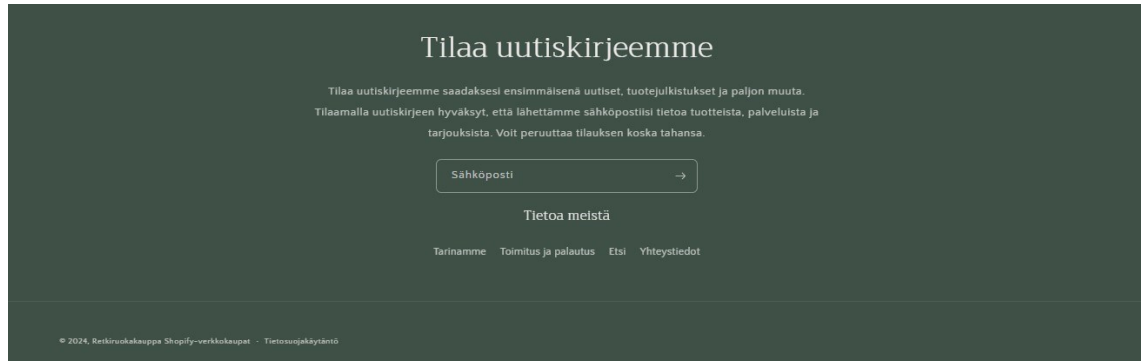 Tilaa uutiskirjeemme
Tilaa uutiskirjeemme saadaksesi ensimmäisenä uutiset, tuotejulkistukset ja paljon muuta.
Tilaamalla uutiskirjeen hyväksyt, että lähettämme sähköpostiisi tietoa tuotteista, palveluista ja
tarjouksista. Voit peruuttaa tilauksen koska tahansa.
Sähköposti →
Tietoa meistä
Tarinamme Toimitus ja palautus Etsi Yhteystiedot
© 2024, Retkiruokakauppa Shopify-verkkokaupat · Tietosuojakäytäntö